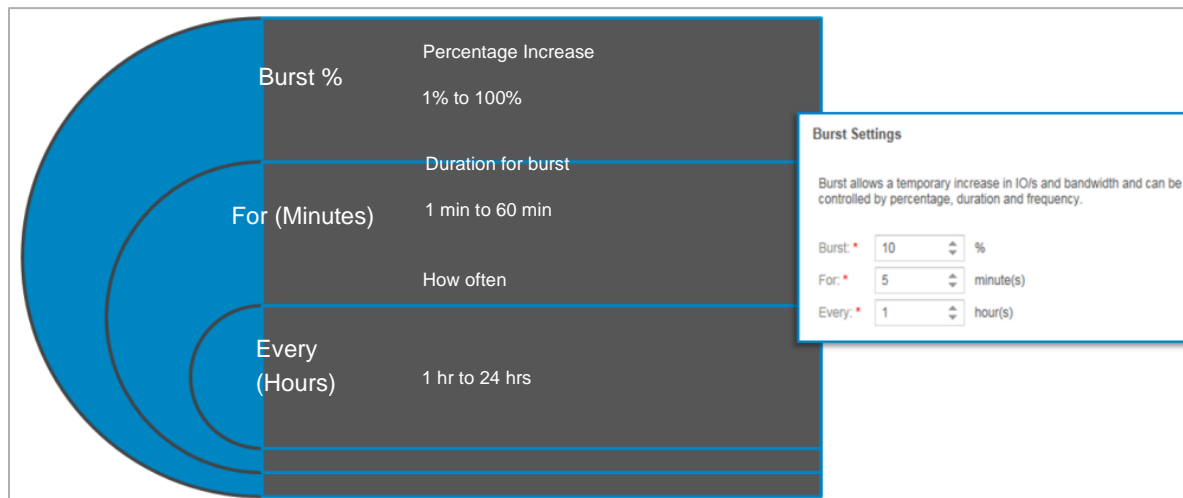 Burst %
Percentage Increase
1% to 100%
For (Minutes)
Duration for burst
1 min to 60 min
How often
Every
(Hours)
1 hr to 24 hrs
Burst Settings
Burst allows a temporary increase in IO/s and bandwidth and can be
controlled by percentage, duration and frequency.
Burst: * 10 %
For: * 5 minute(s)
Every: * 1 hour(s)